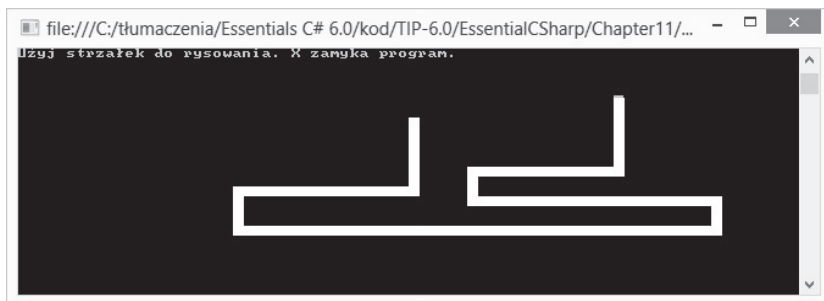 file:///C:/tłumaczenia/Essentials C# 6.0/kod/TIP-6.0/EssentialCSharp/Chapter11/...
Użyj strzałek do rysowania. X zamyka program.